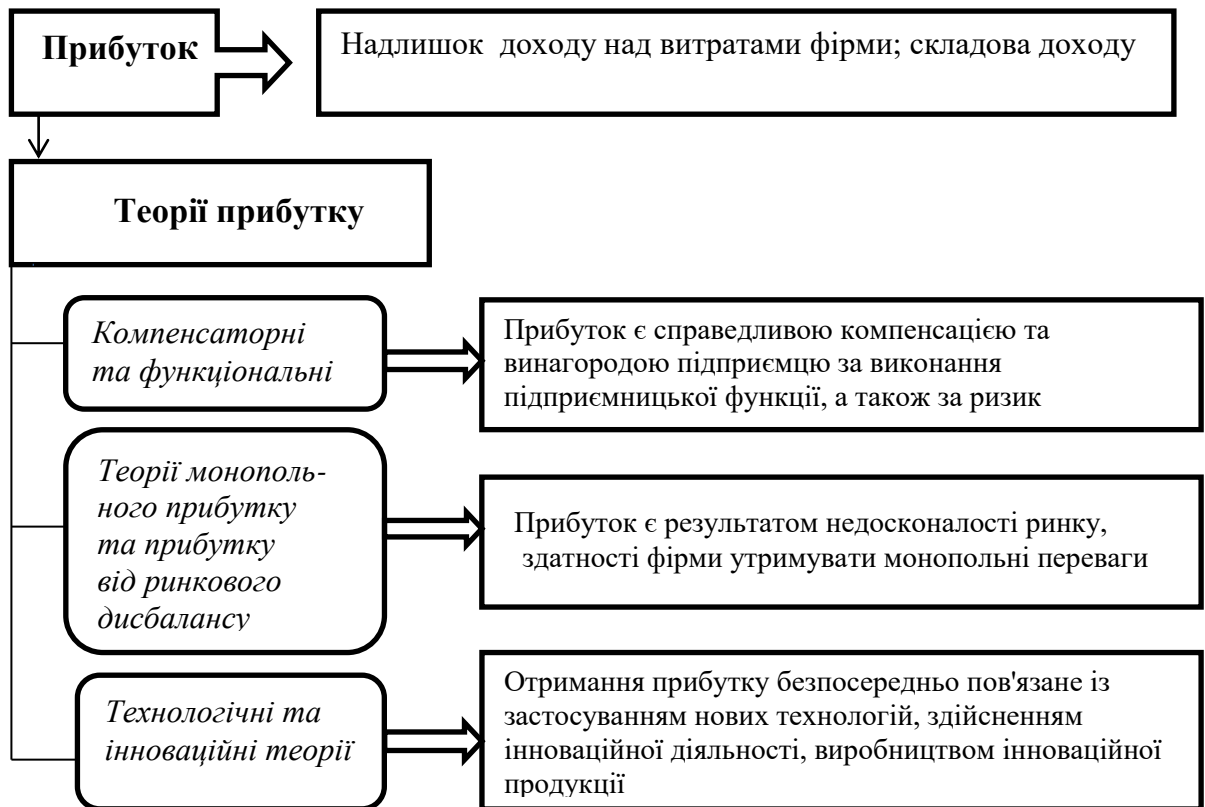 Прибуток
Надлишок доходу над витратами фірми; складова доходу
Теорії прибутку
Компенсаторні
та функціональні
Прибуток є справедливою компенсацією та
винагородою підприємцю за виконання
підприємницької функції, а також за ризик
Теорії монополь-
ного прибутку
та прибутку
від ринкового
дисбалансу
Прибуток є результатом недосконалості ринку,
здатності фірми утримувати монопольні переваги
Технологічні та
інноваційні теорії
Отримання прибутку безпосередньо пов'язане із
застосуванням нових технологій, здійсненням
інноваційної діяльності, виробництвом інноваційної
продукції